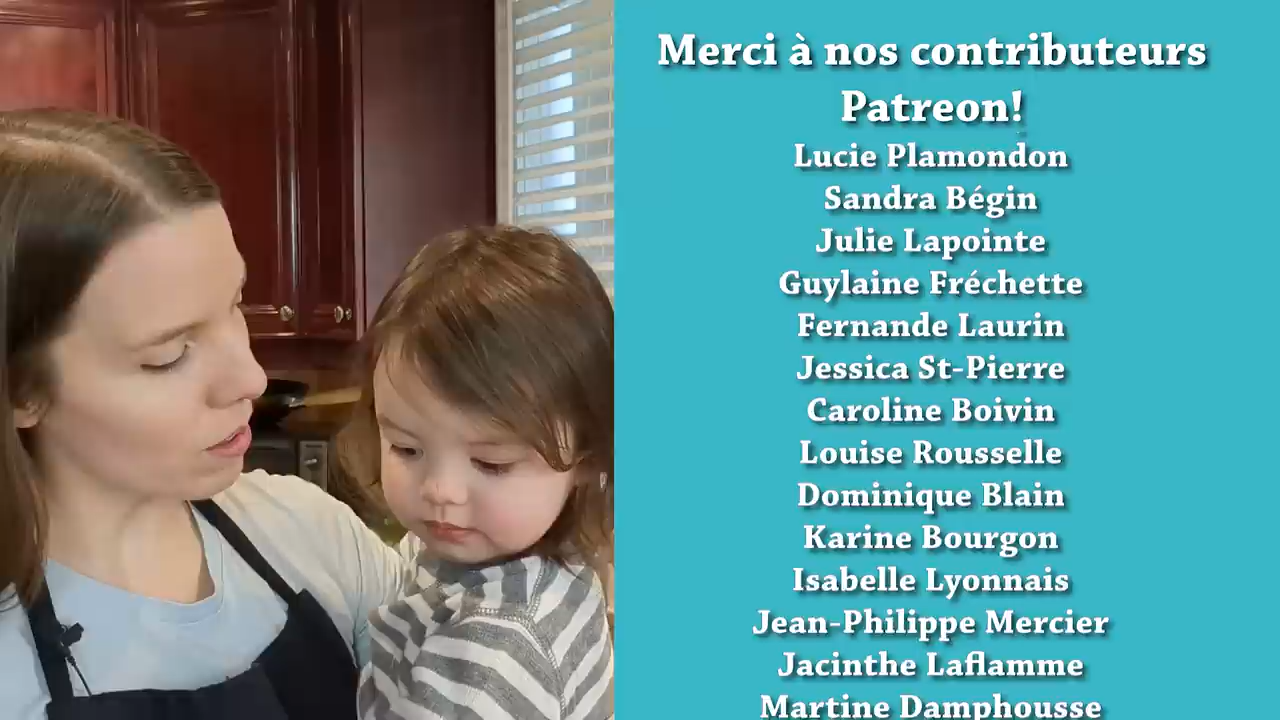 Merci à nos contributeurs
Patreon!
Lucie Plamondon
Sandra Bégin
Julie Lapointe
Guylaine Fréchette
Fernande Laurin
Jessica St-Pierre
Caroline Boivin
Louise Rousselle
Dominique Blain
Karine Bourgon
Isabelle Lyonnais
Jean-Philippe Mercier
Jacinthe Laflamme
Martine Damphousse